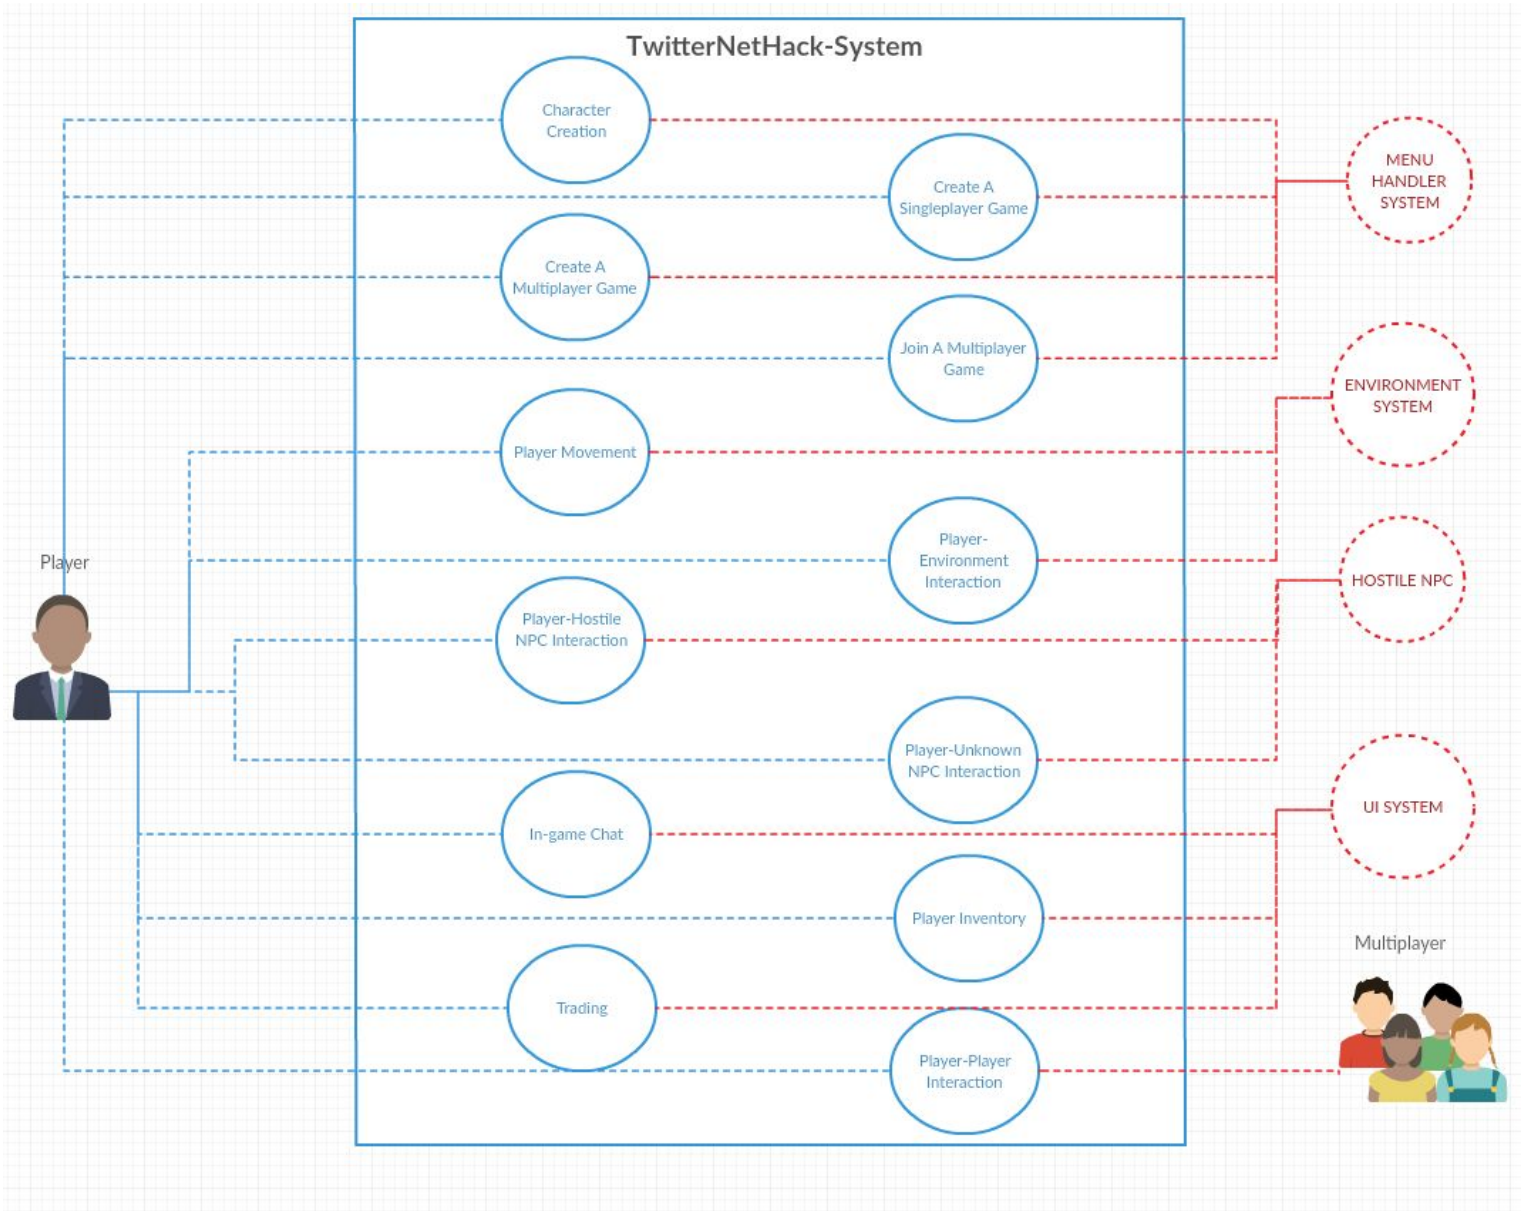 TwitterNetHack-System
Character
Creation
MENU
HANDLER
SYSTEM
Create A
Singleplayer Game
Create A
Multiplayer Game
Join A Multiplayer
Game
ENVIRONMENT
SYSTEM
Player Movement
Player
Player-
Environment
Interaction
HOSTILE NPC
Player-Hostile
NPC Interaction
Player-Unknown
NPC Interaction
UI SYSTEM
In-game Chat
Player Inventory
Multiplayer
Trading
Player-Player
Interaction